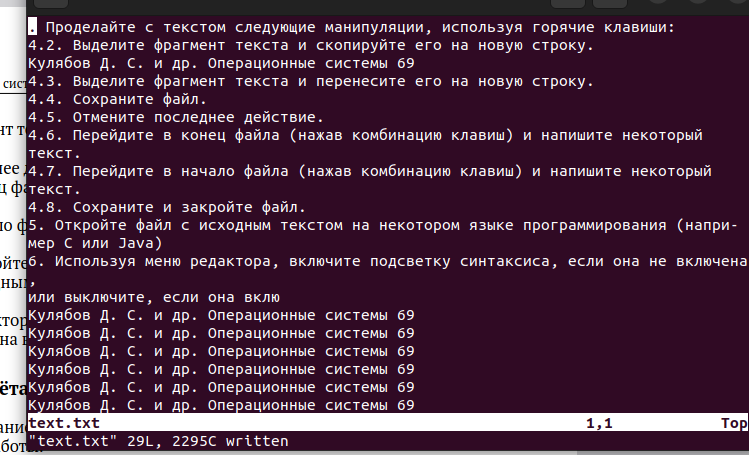 . Проделайте с текстом следующие манипуляции, используя горячие клавиши:
4.2. Выделите фрагмент текста и скопируйте его на новую строку.
Кулябов Д. С. и др. Операционные системы 69
4.3. Выделите фрагмент текста и перенесите его на новую строку.
4.4. Сохраните файл.
4.5. Отмените последнее действие.
4.6. Перейдите в конец файла (нажав комбинацию клавиш) и напишите некоторый
текст.
4.7. Перейдите в начало файла (нажав комбинацию клавиш) и напишите некоторый
текст.
4.8. Сохраните и закройте файл.
5. Откройте файл с исходным текстом на некотором языке программирования (напри-
мер C или Java)
6. Используя меню редактора, включите подсветку синтаксиса, если она не включена
,
или выключите, если она вклю
Кулябов Д. С. и др. Операционные системы 69
Кулябов Д. С. и др. Операционные системы 69
Кулябов Д. С. и др. Операционные системы 69
Кулябов Д. С. и др. Операционные системы 69
Кулябов Д. С. и др. Операционные системы 69
Кулябов Д. С. и др. Операционные системы 69
text.txt 1,1 Top
"text.txt" 29L, 2295C written